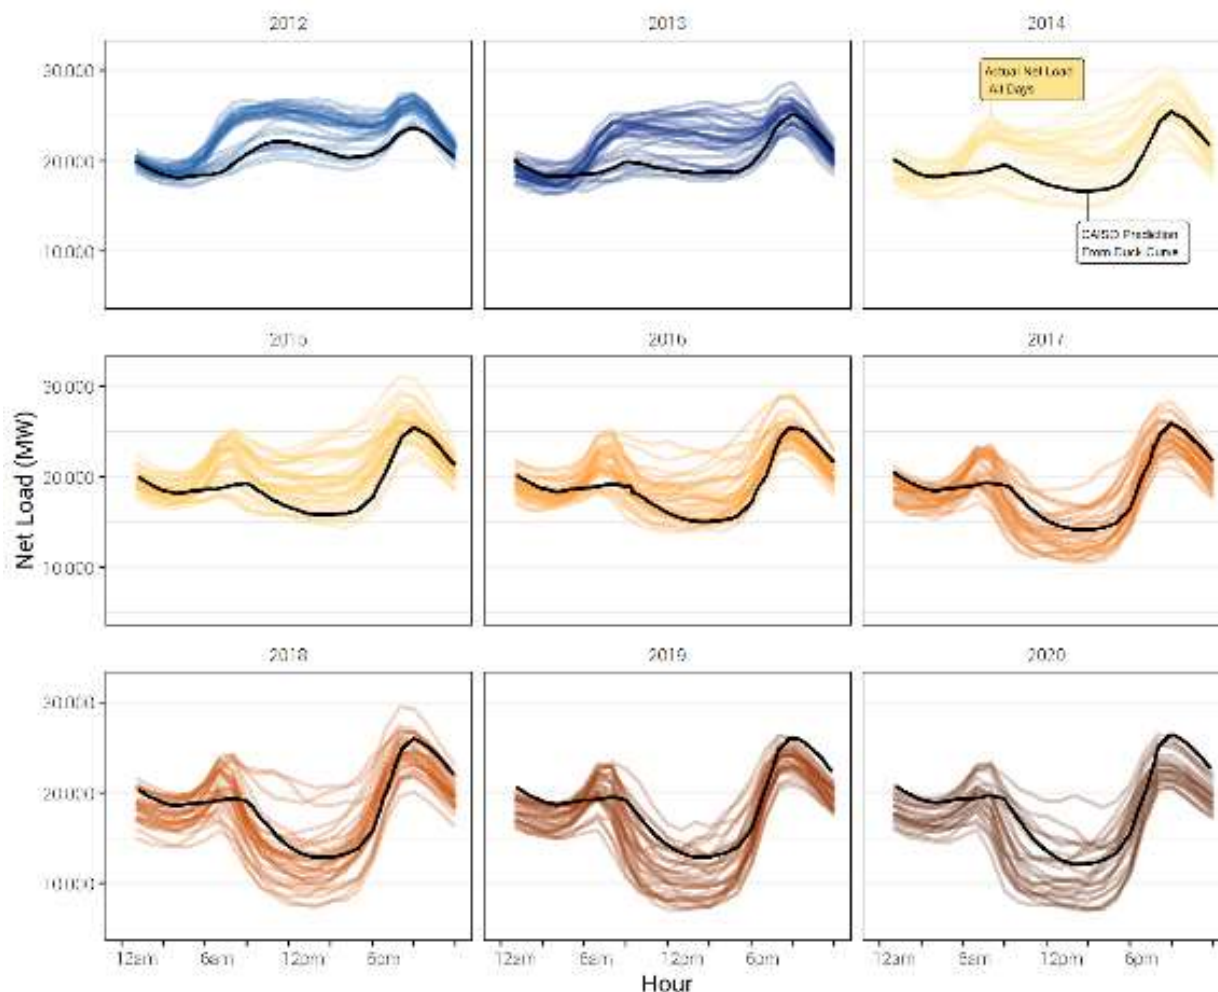 2012
2013
2014
30,000
20,000
10,000
Actual Net Load
All Days
CAISO Prediction
From Duck Curve
2015
2016
2017
30,000
20,000
10,000
Net Load (MW)
2018
2019
2020
30,000
20,000
10,000
12am 6am 12pm 6pm
12am 6am 12pm 6pm
12am 6am 12pm 6pm
Hour